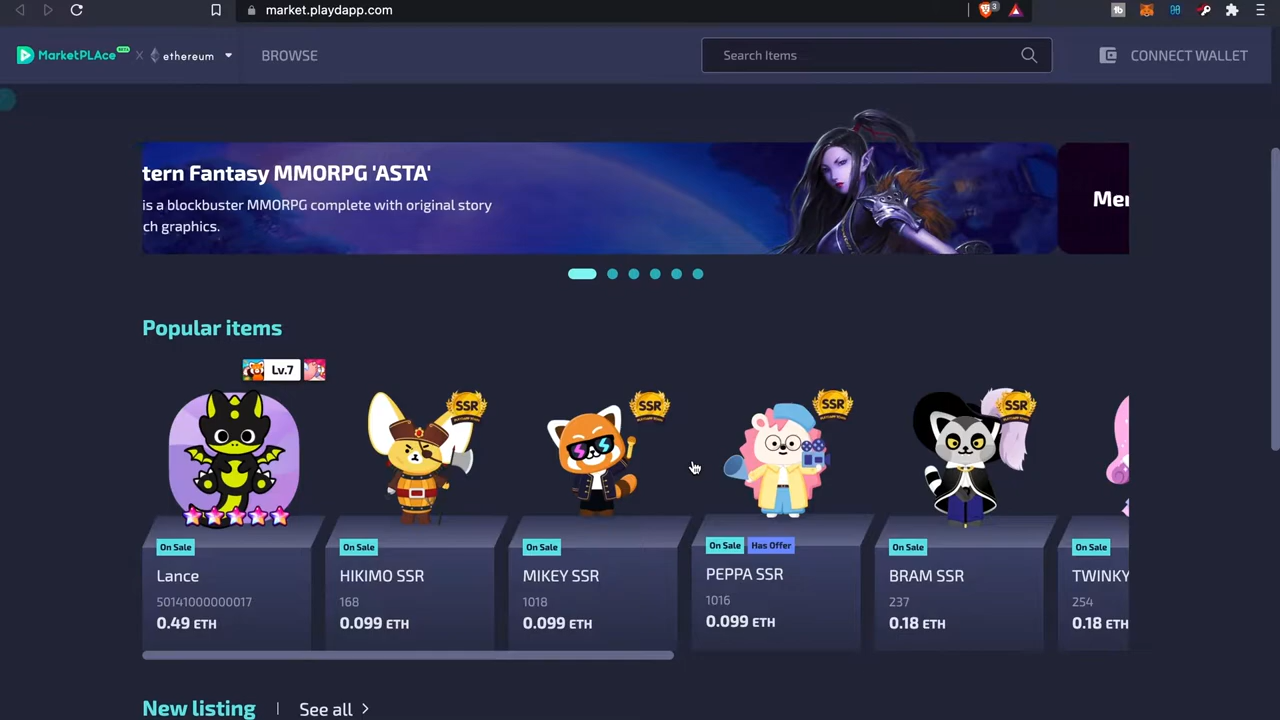 market.playdapp.com
3
MarketPLAce BETA X ethereum BROWSE Search Items CONNECT WALLET
tern Fantasy MMORPG 'ASTA'
is a blockbuster MMORPG complete with original story
ch graphics.
Mer
Popular items
Lv.7
SSR SSR SSR SSR
On Sale On Sale On Sale On Sale Has Offer On Sale On Sale
Lance HIKIMO SSR MIKEY SSR PEPPA SSR BRAM SSR TWINKY
50141000000017 168 1018 1016 237 254
0.49 ETH 0.099 ETH 0.099 ETH 0.099 ETH 0.18 ETH 0.18 ETH
New listing | See all >